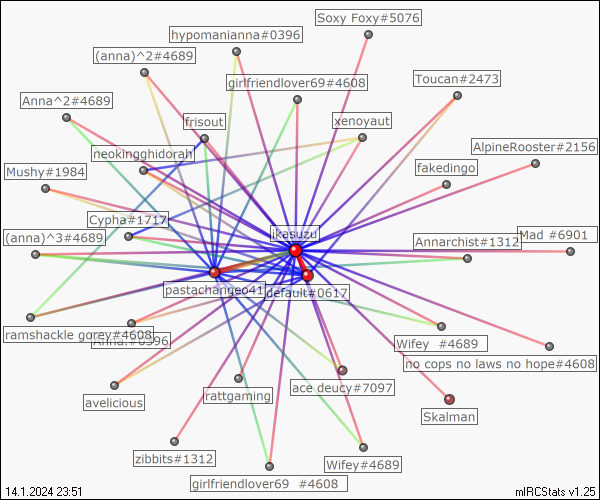 Soxy Foxy#5076
hypomanianna#0396
(anna)^2#4689
girlfriendlover69#4608
Toucan#2473
Anna^2#4689
frisout
xenoyaut
AlpineRooster#2156
neokingghidorah
fakedingo
Mushy#1984
Cypha#1717
ikasuzu
Mad #6901
(anna)^3#4689
Annarchist#1312
pastachangeo41
default#0617
ramshackle gorey#4608
Anna.#0396
Wifey #4689
no cops no laws no hope#4608
ace deucy#7097
rattgaming
avelicious
Skalman
zibbits#1312
Wifey#4689
girlfriendlover69 #4608
14.1.2024 23:51
mIRCStats v1.25